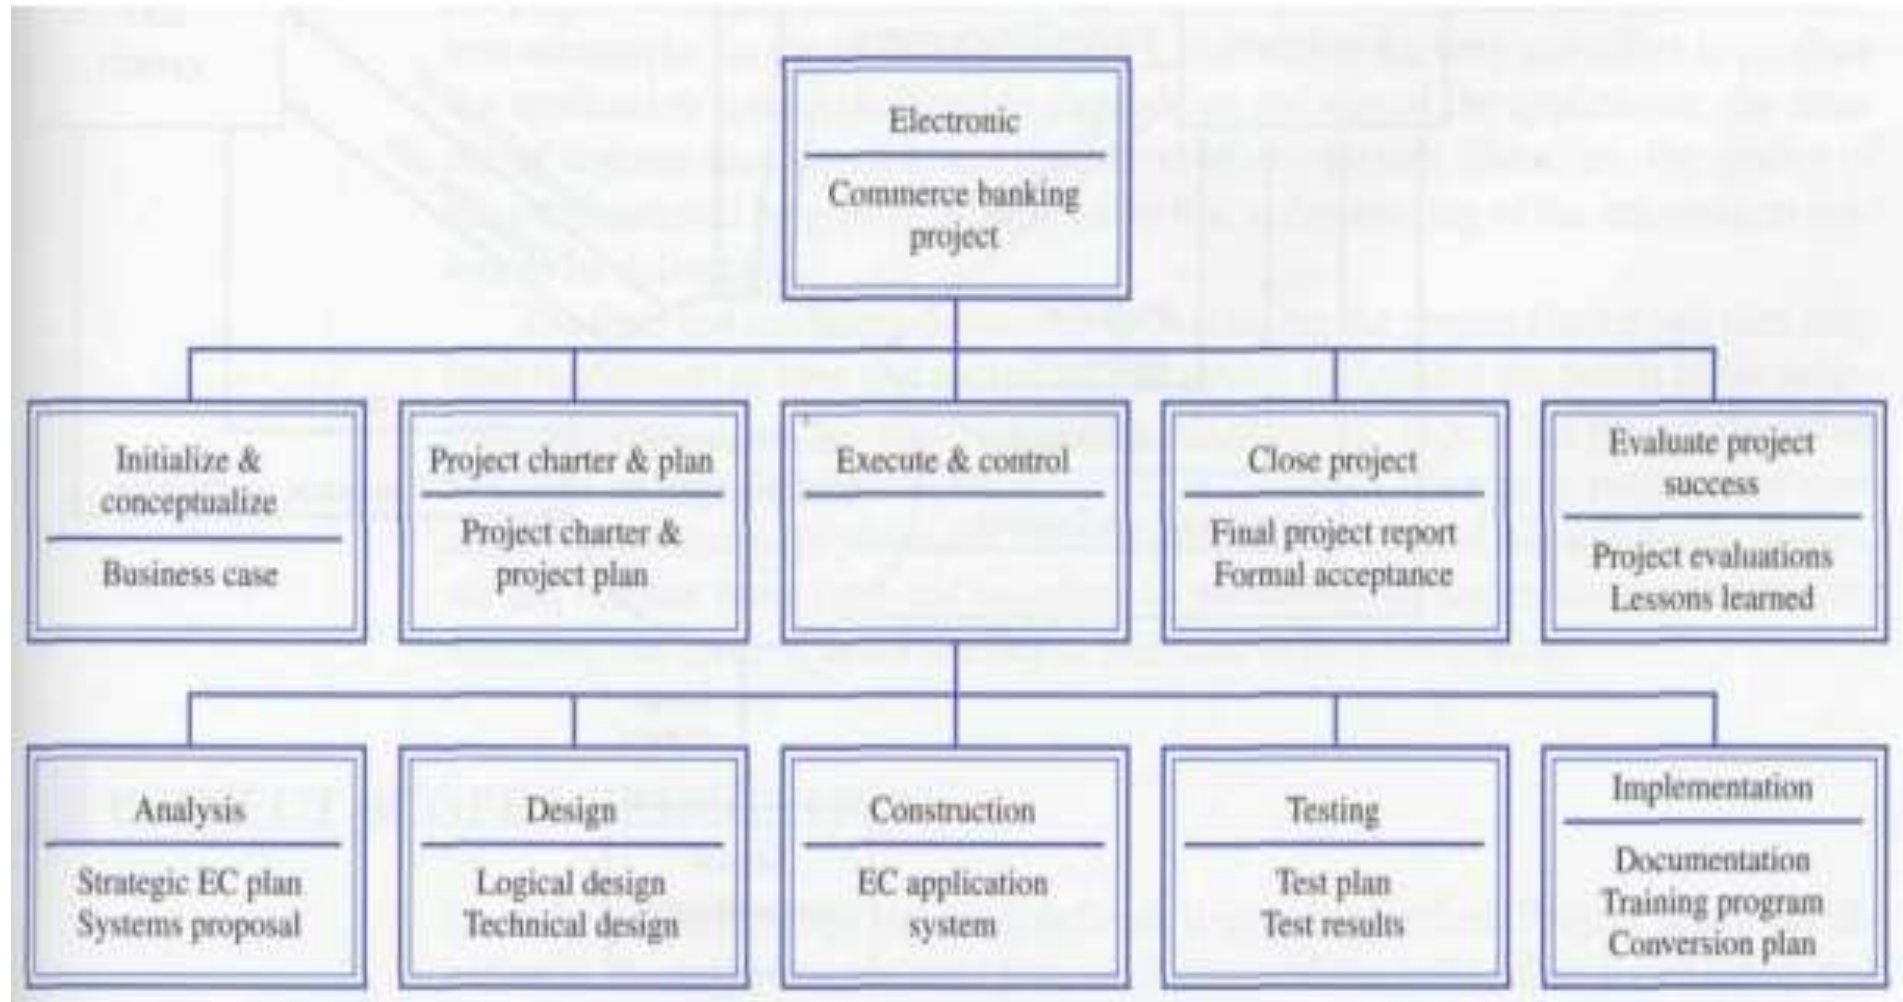 Electronic
Commerce banking
project
Initialize &
conceptualize
Business case
Project charter & plan
Project charter &
project plan
Execute & control
Close project
Final project report
Formal acceptance
Evaluate project
success
Project evaluations
Lessons learned
Analysis
Strategic EC plan
Systems proposal
Design
Logical design
Technical design
Construction
EC application
system
Testing
Test plan
Test results
Implementation
Documentation
Training program
Conversion plan